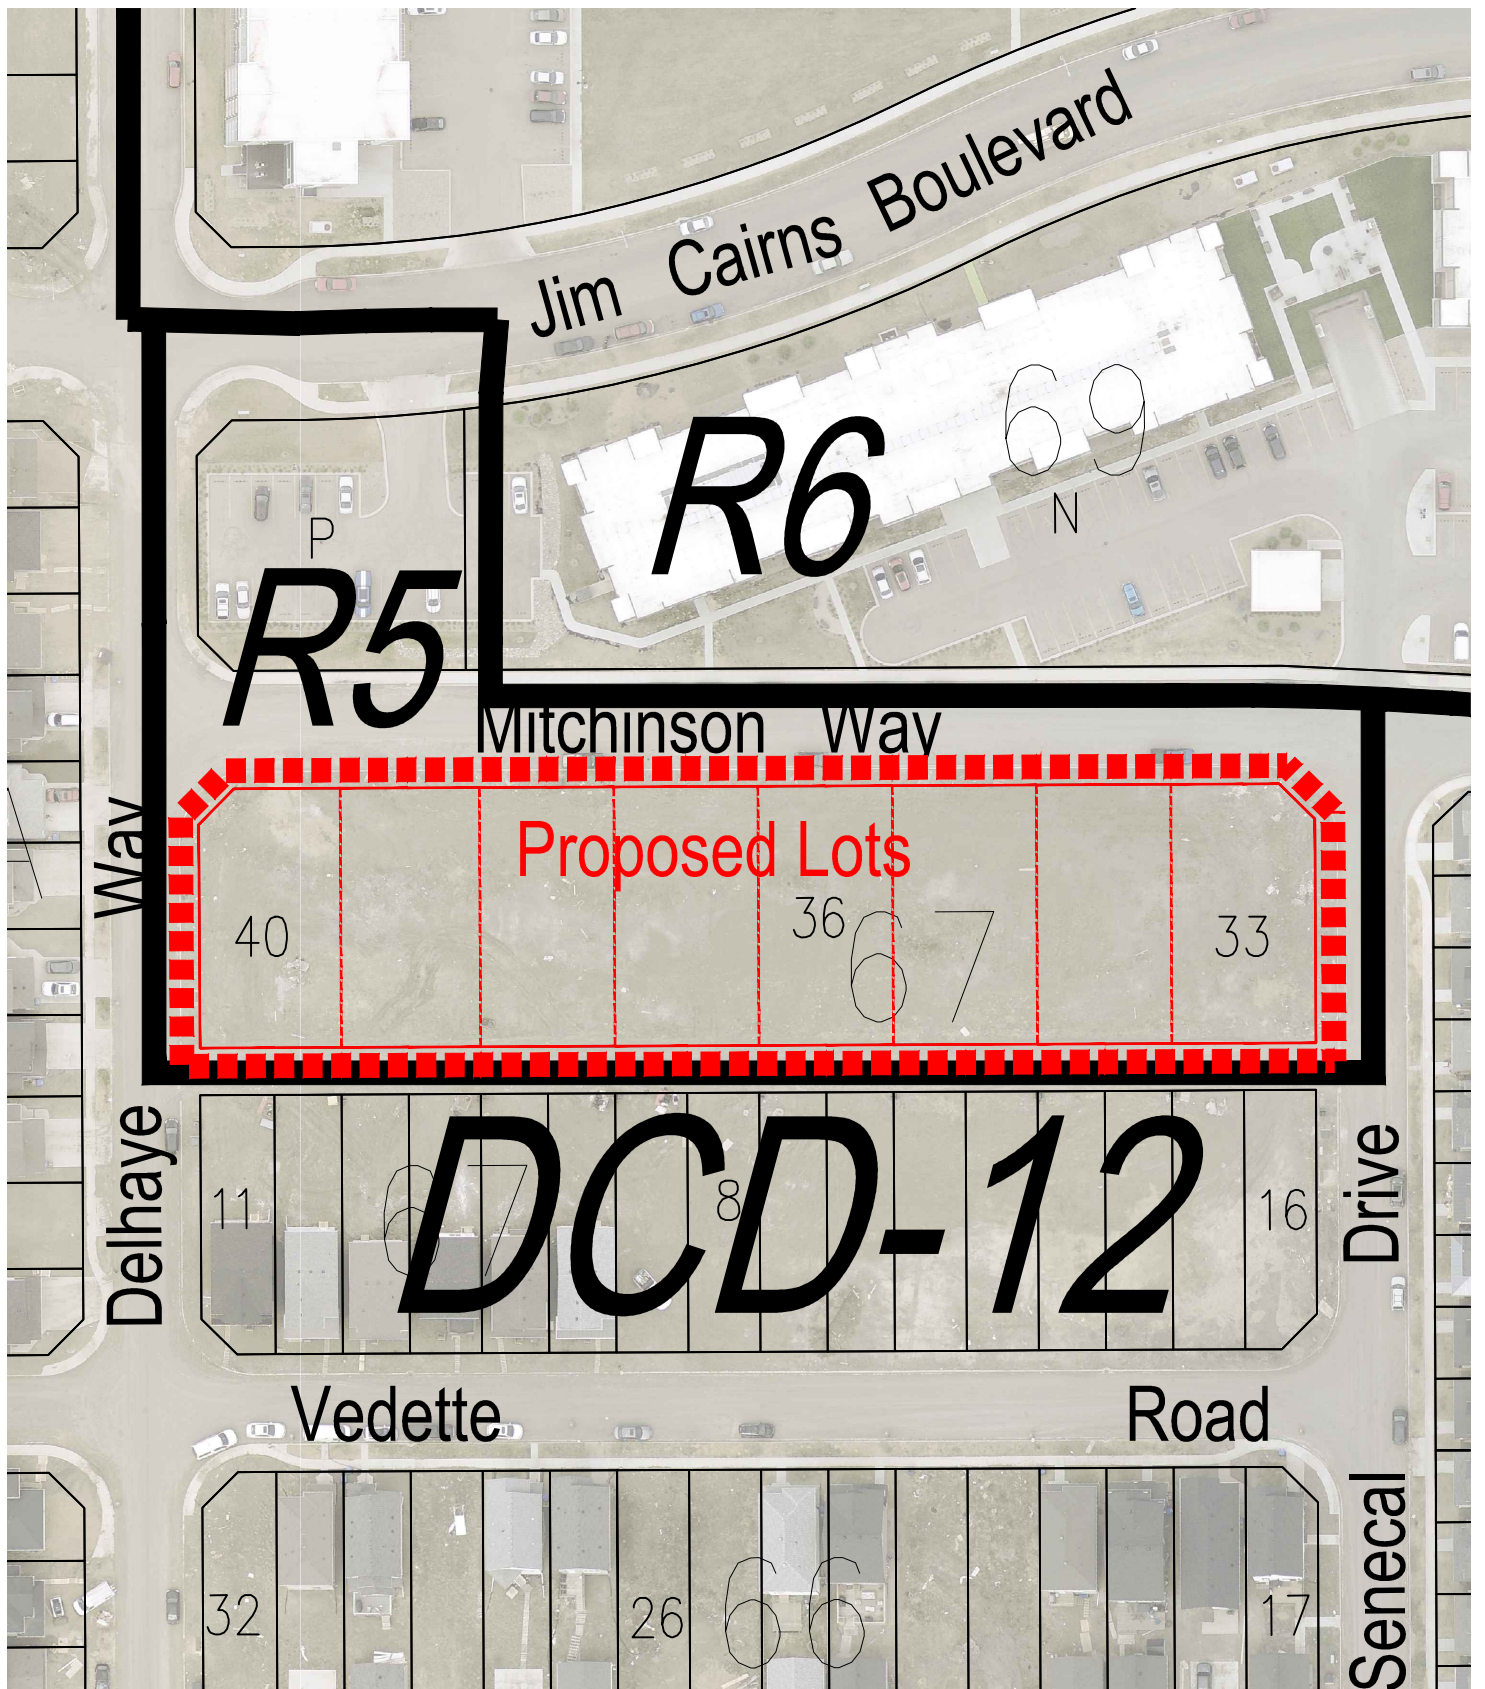 Jim Cairns Boulevard
69
R6
N
P
R5
Mitchinson Way
Proposed Lots
40
36
67
33
Delhaye Way
DCD-12
11
67
8
16
Senecal Drive
Vedette Road
32
26
66
17